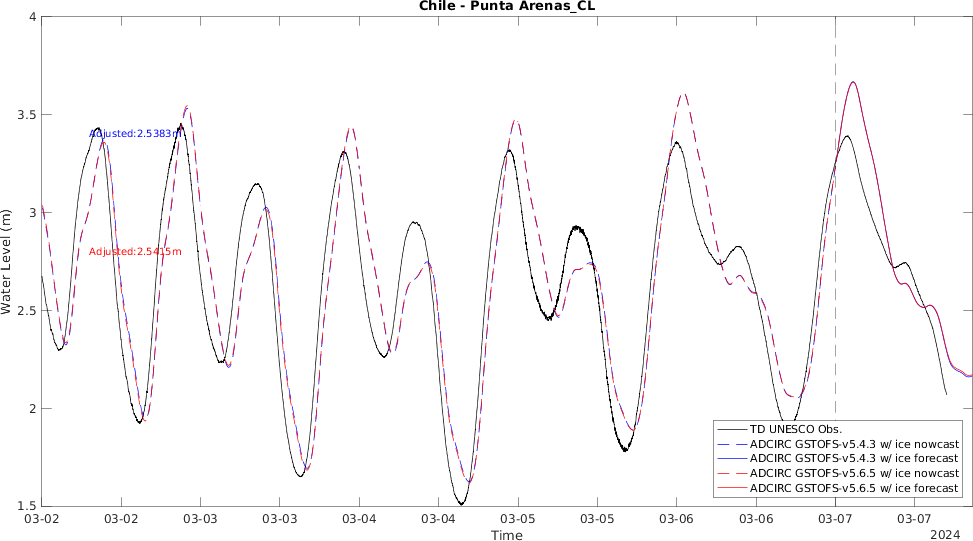 Chile - Punta Arenas_CL
4
3.5
3
2.5
2
1.5
Water Level (m)
Adjusted:2.5383m
Adjusted:2.5415m
TD UNESCO Obs.
ADCIRC GSTOFS-v5.4.3 w/ ice nowcast
ADCIRC GSTOFS-v5.4.3 w/ ice forecast
ADCIRC GSTOFS-v5.6.5 w/ ice nowcast
ADCIRC GSTOFS-v5.6.5 w/ ice forecast
03-02 03-02 03-03 03-03 03-04 03-04 03-05 03-05 03-06 03-06 03-07 03-07
2024
Time